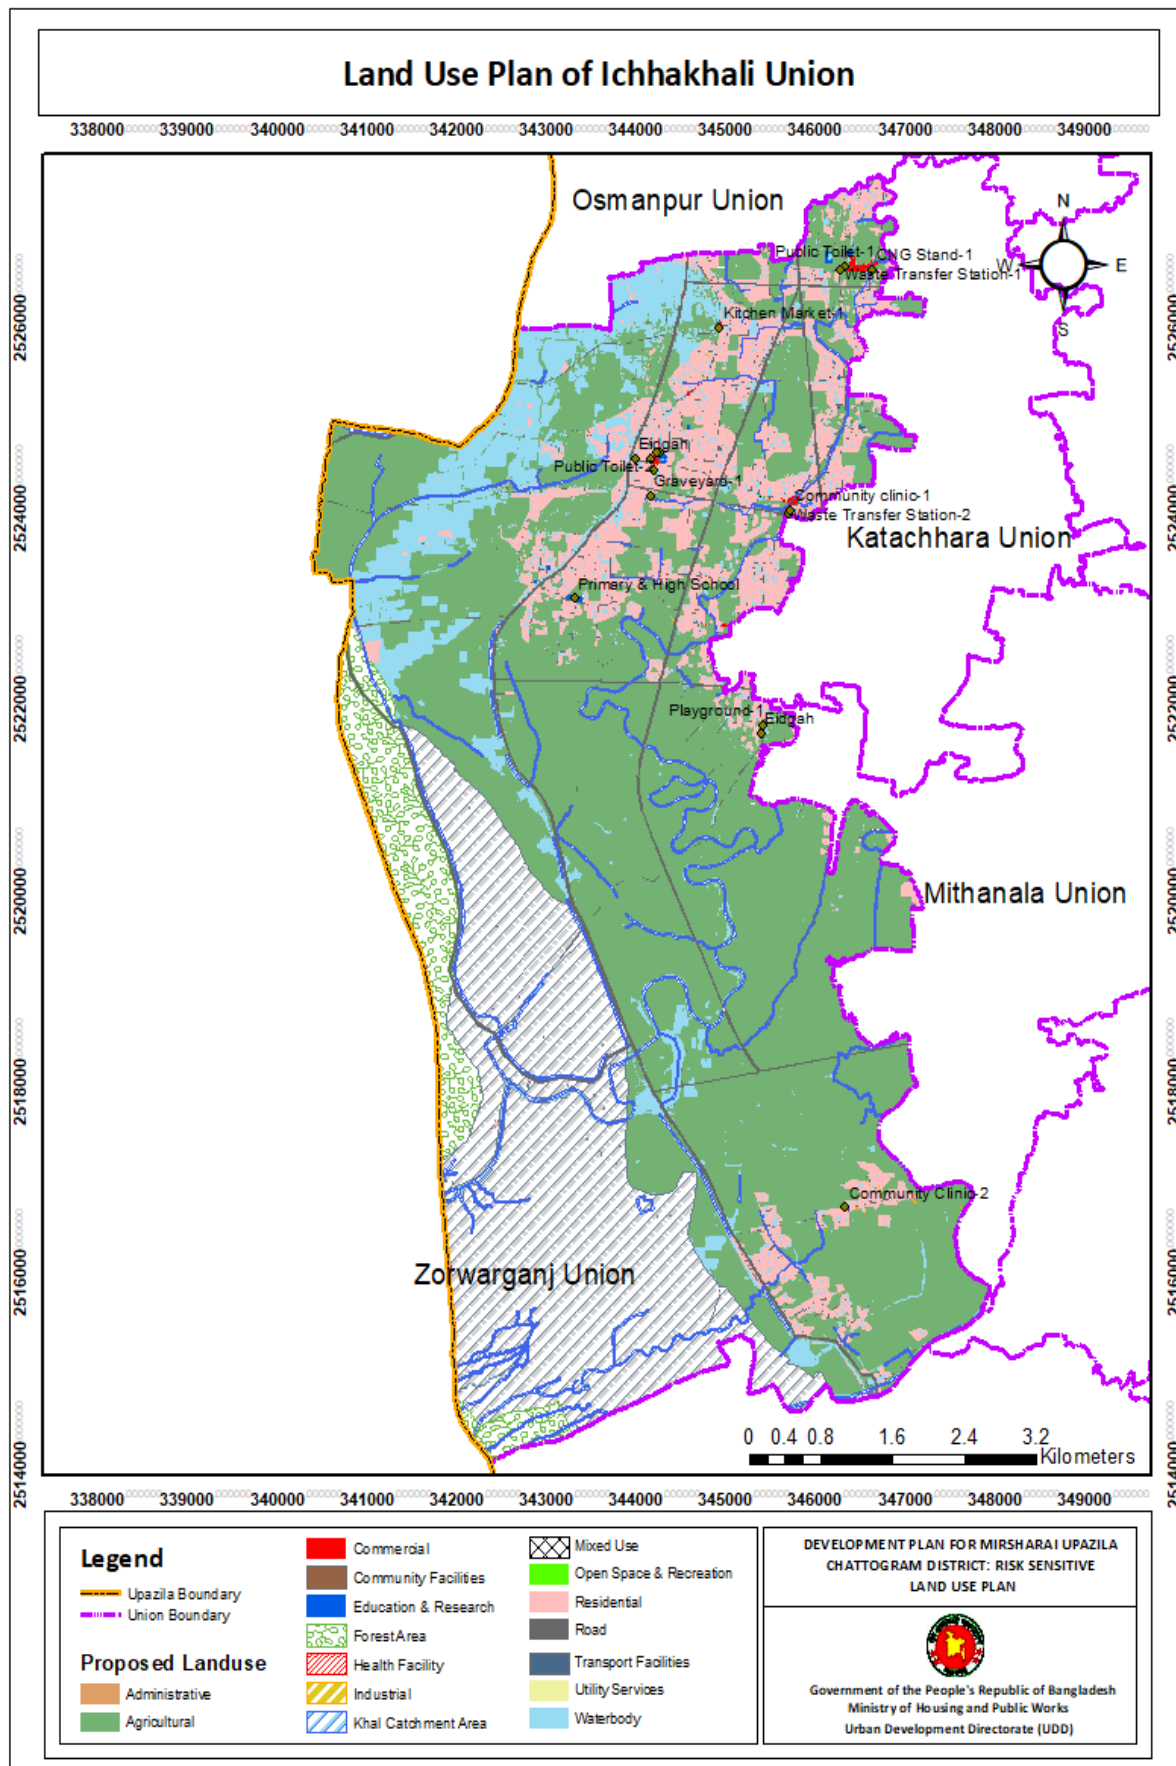 Land Use Plan of Ichhakhali Union
338000 339000 340000 341000 342000 343000 344000 345000 346000 347000 348000 349000
Osmanpur Union
N
W E
S
Public Toilet-1 CNG Stand-1
Waste Transfer Station-1
Kitchen Market-1
Eidgah
Public Toilet-2
Graveyard-1
Community clinic-1
Waste Transfer Station-2
Katachhara Union
Primary & High School
Playground-1
Eidgah
Mithanala Union
Community Clinic-2
Zorwarganj Union
2526000
2524000
2522000
2520000
2518000
2516000
2514000
2526000
2524000
2522000
2520000
2518000
2516000
2514000
0 0.4 0.8 1.6 2.4 3.2
Kilometers
338000 339000 340000 341000 342000 343000 344000 345000 346000 347000 348000 349000
Legend
Upazila Boundary
Union Boundary
Proposed Landuse
Administrative
Agricultural
Commercial
Community Facilities
Education & Research
Forest Area
Health Facility
Industrial
Khal Catchment Area
Mixed Use
Open Space & Recreation
Residential
Road
Transport Facilities
Utility Services
Waterbody
DEVELOPMENT PLAN FOR MIRSHARAI UPAZILA
CHATTOGRAM DISTRICT: RISK SENSITIVE
LAND USE PLAN
Government of the People's Republic of Bangladesh
Ministry of Housing and Public Works
Urban Development Directorate (UDD)